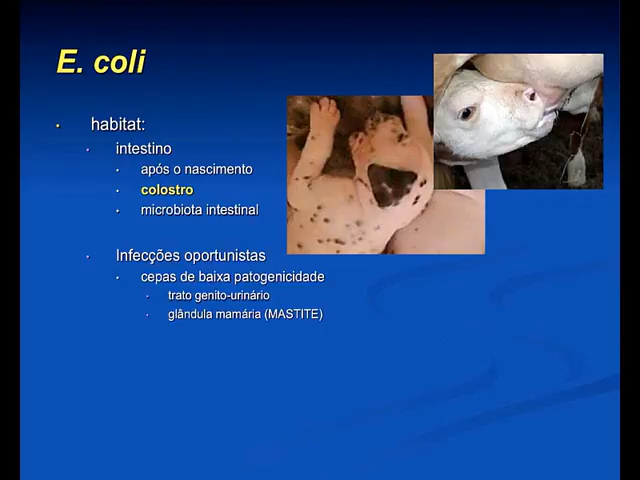 E. coli
habitat:
intestino
após o nascimento
colostro
microbiota intestinal
Infecções oportunistas
cepas de baixa patogenicidade
trato genito-urinário
glândula mamária (MASTITE)